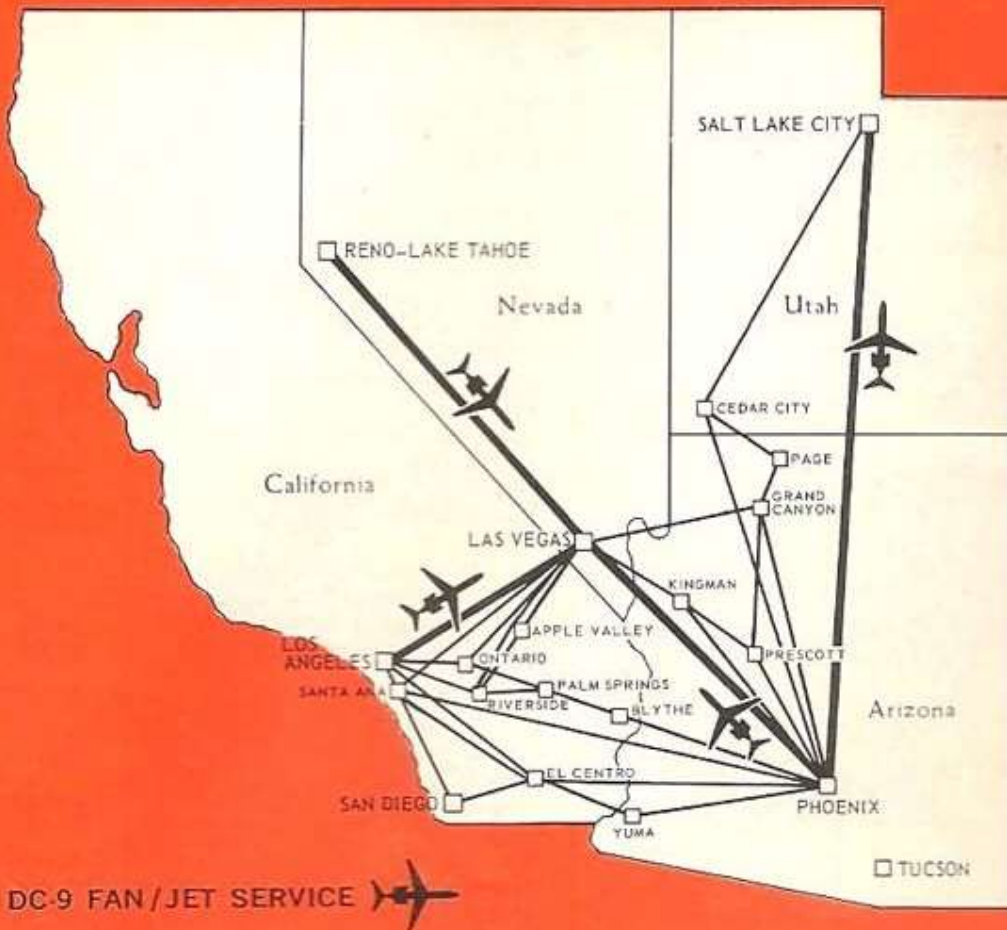 SALT LAKE CITY
RENO-LAKE TAHOE
Nevada
Utah
CEDAR CITY
PAGE
California
GRAND
CANYON
LAS VEGAS
KINGMAN
APPLE VALLEY
PRESCOTT
LOS
ANGELES
ONTARIO
SANTA ANA
PALM SPRINGS
RIVERSIDE
BLYTHE
Arizona
EL CENTRO
SAN DIEGO
PHOENIX
YUMA
TUCSON
DC-9 FAN/JET SERVICE